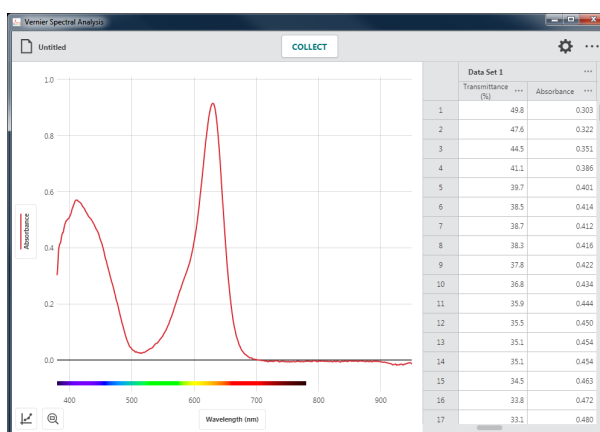 Vernier Spectral Analysis
Untitled
COLLECT
Data Set 1
Transmittance (%) Absorbance
1 49.8 0.303
2 47.6 0.322
3 44.5 0.351
4 41.1 0.386
5 39.7 0.401
6 38.5 0.414
7 38.7 0.412
8 38.3 0.416
9 37.8 0.422
10 36.8 0.434
11 35.9 0.444
12 35.5 0.450
13 35.1 0.454
14 35.1 0.454
15 34.5 0.463
16 33.8 0.472
17 33.1 0.480
1.0
0.8
0.6
0.4
0.2
0.0
Absorbance
400 500 600 700 800 900
Wavelength (nm)